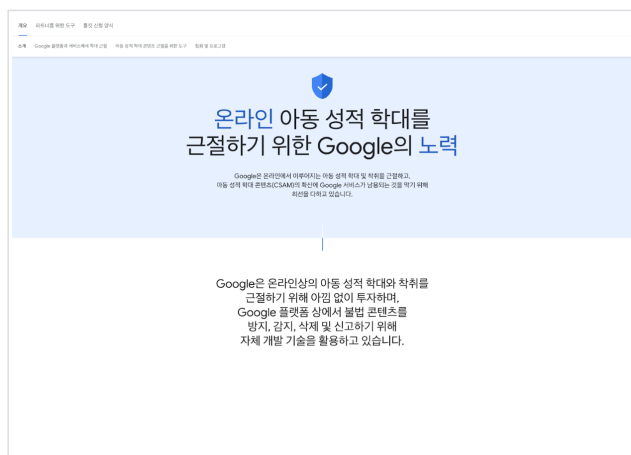 개요 파트너를 위한 도구 툴킷 신청 양식
소개 Google 플랫폼과 서비스에서 학대 근절 아동 성적 학대 콘텐츠 근절을 위한 도구 협회 및 프로그램
온라인 아동 성적 학대를
근절하기 위한 Google의 노력
Google은 온라인에서 이루어지는 아동 성적 학대 및 착취를 근절하고,
아동 성적 학대 콘텐츠(CSAM)의 확산에 Google 서비스가 남용되는 것을 막기 위해
최선을 다하고 있습니다.
Google은 온라인상의 아동 성적 학대와 착취를
근절하기 위해 아낌 없이 투자하며,
Google 플랫폼 상에서 불법 콘텐츠를
방지, 감지, 삭제 및 신고하기 위해
자체 개발 기술을 활용하고 있습니다.